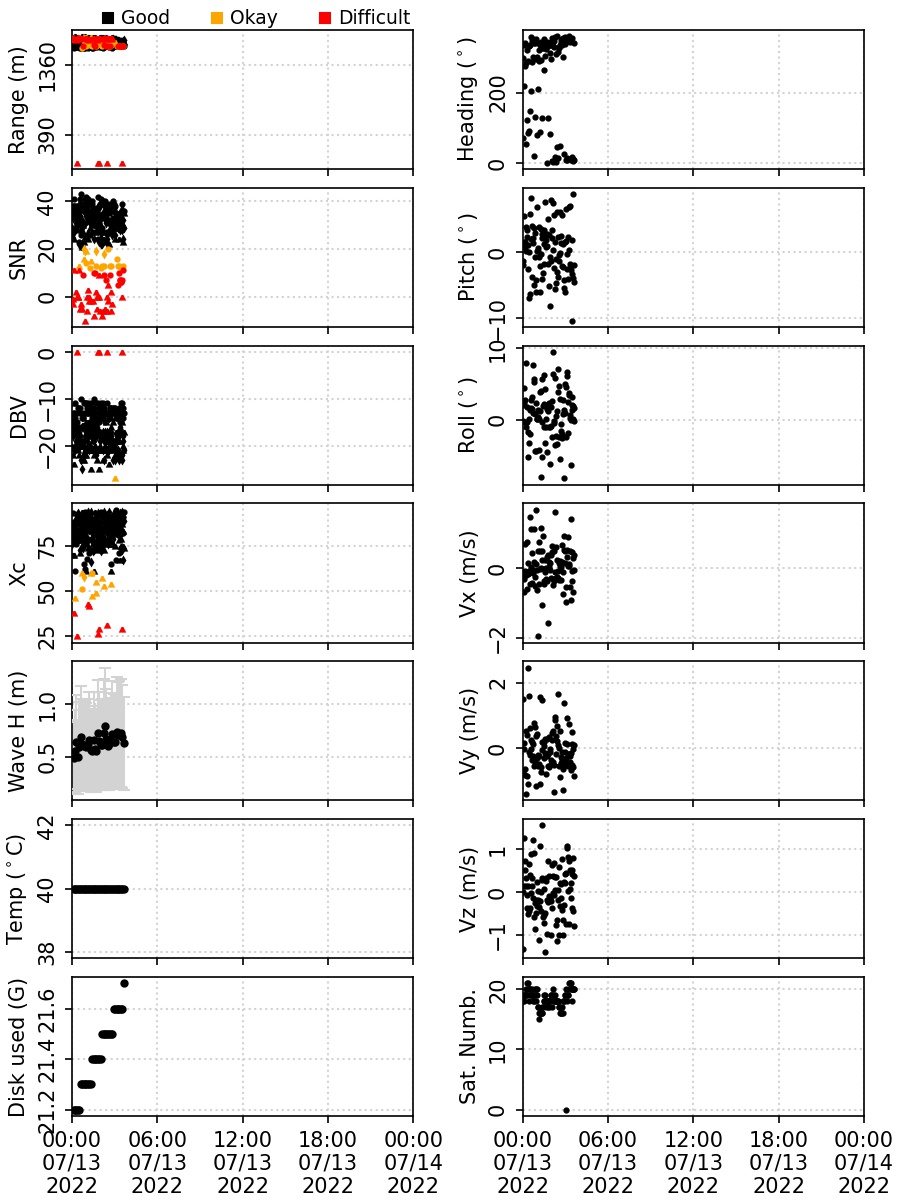 Good Okay Difficult
Range (m)
1360
390
Heading (°)
200
0
SNR
40
20
0
Pitch (°)
0
−10
DBV
0
−10
−20
Roll (°)
10
0
Xc
75
50
25
Vx (m/s)
0
−2
Wave H (m)
1.0
0.5
Vy (m/s)
2
0
Temp (°C)
42
40
38
Vz (m/s)
1
0
−1
Disk used (G)
21.6
21.4
21.2
Sat. Numb.
20
10
0
00:00 06:00 12:00 18:00 00:00
07/13 07/13 07/13 07/13 07/14
2022 2022 2022 2022 2022
00:00 06:00 12:00 18:00 00:00
07/13 07/13 07/13 07/13 07/14
2022 2022 2022 2022 2022